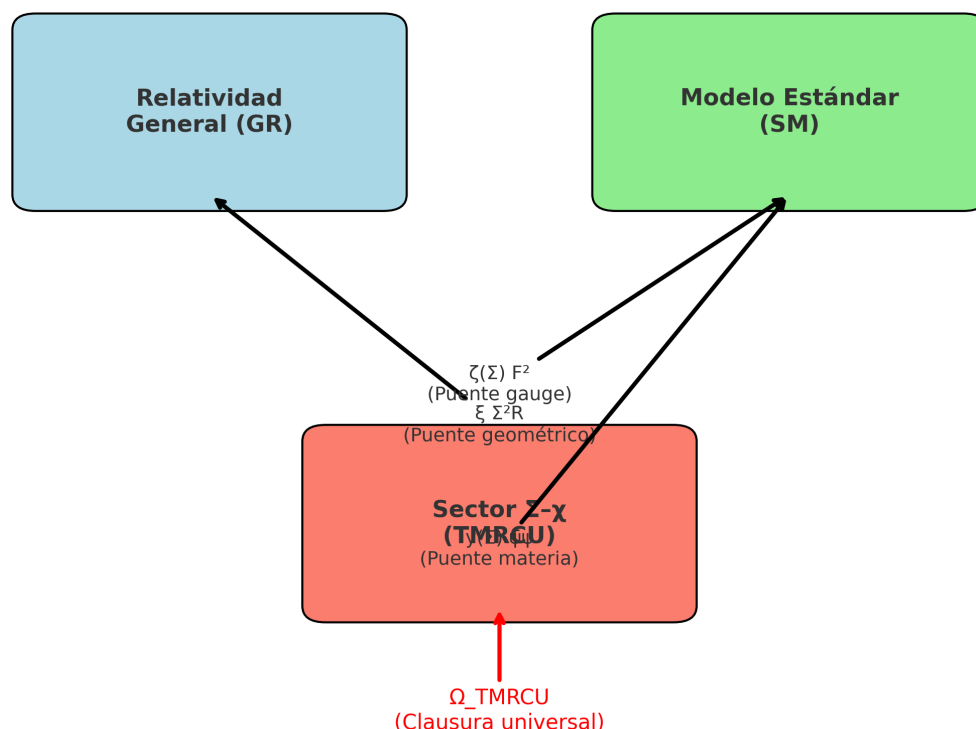 Relatividad
General (GR)
Modelo Estándar
(SM)
ζ(Σ) F²
(Puente gauge)
ξ Σ²R
(Puente geométrico)
Sector Σ–χ
(TMRCU)
(Puente materia)
Ω_TMRCU
(Clausura universal)